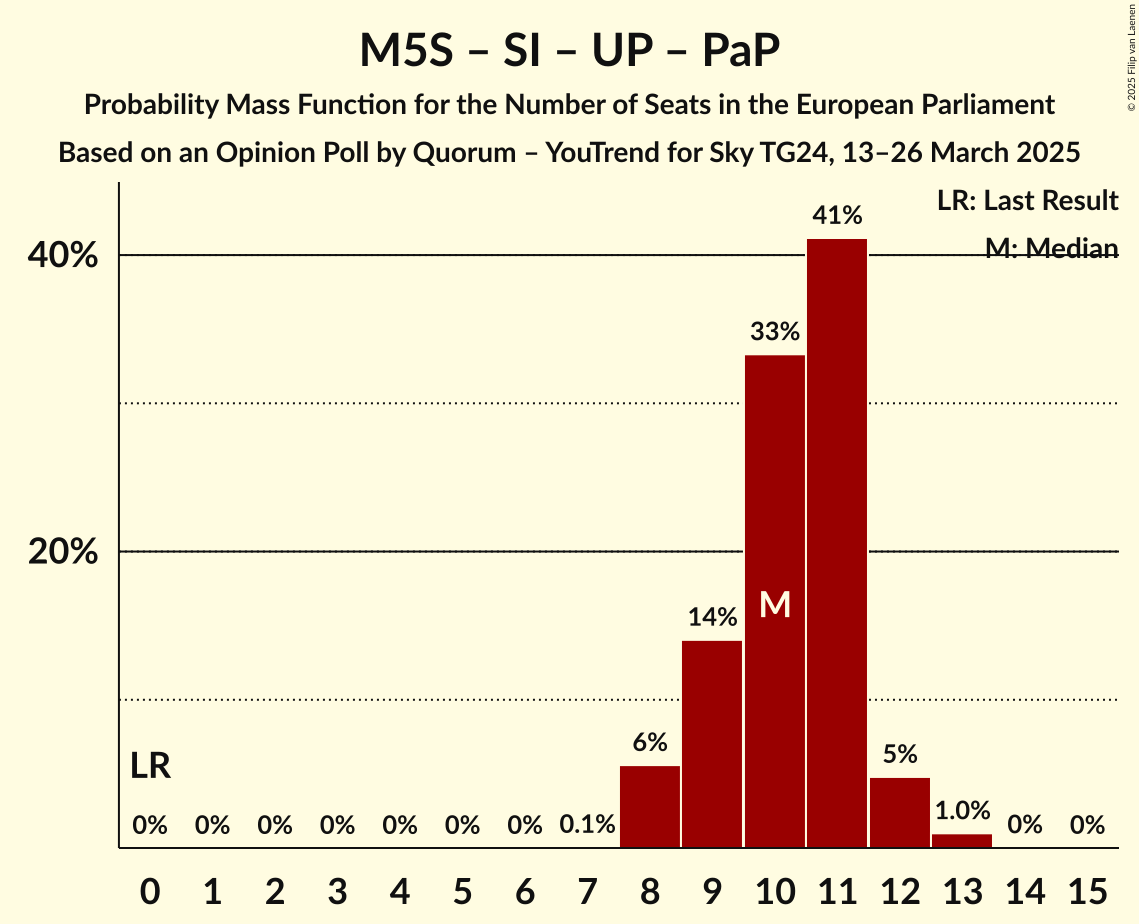 M5S – SI – UP – PaP
Probability Mass Function for the Number of Seats in the European Parliament
Based on an Opinion Poll by Quorum – YouTrend for Sky TG24, 13–26 March 2025
© 2025 Filip van Laenen
LR: Last Result
M: Median
40%
20%
41%
33%
14%
6%
5%
1.0%
0.1%
M
LR
0% 0% 0% 0% 0% 0% 0% 0% 0%
0 1 2 3 4 5 6 7 8 9 10 11 12 13 14 15